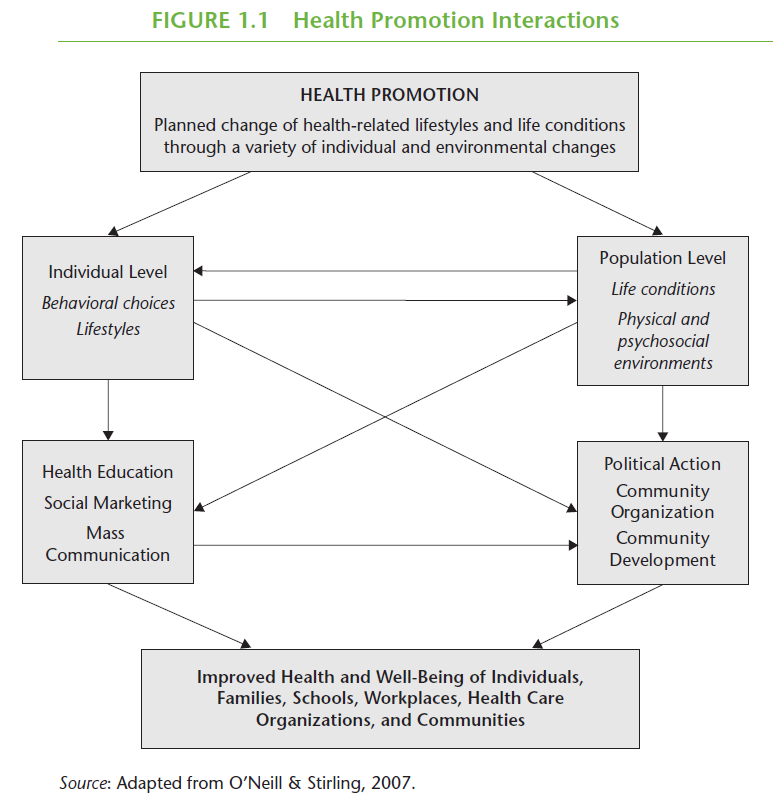 FIGURE 1.1 Health Promotion Interactions
HEALTH PROMOTION
Planned change of health-related lifestyles and life conditions
through a variety of individual and environmental changes
Individual Level
Behavioral choices
Lifestyles
Population Level
Life conditions
Physical and
psychosocial
environments
Health Education
Social Marketing
Mass
Communication
Political Action
Community
Organization
Community
Development
Improved Health and Well-Being of Individuals,
Families, Schools, Workplaces, Health Care
Organizations, and Communities
Source: Adapted from O’Neill & Stirling, 2007.